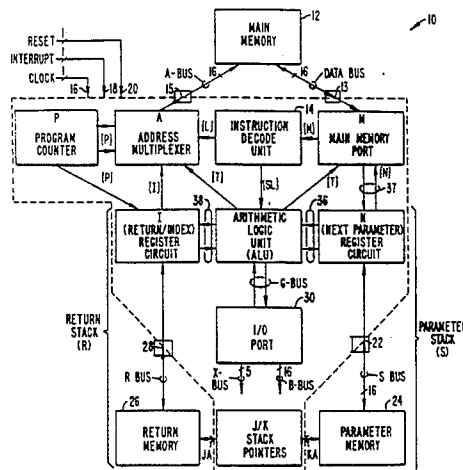 10
12
MAIN
MEMORY
RESET
INTERRUPT
CLOCK
16
18
20
A-BUS
16
16
DATA BUS
15
13
P
PROGRAM
COUNTER
A
ADDRESS
MULTIPLEXER
14
INSTRUCTION
DECODE
UNIT
M
MAIN MEMORY
PORT
[P]
[L]
[M]
[P]
[I]
[T]
[SL]
[T]
[N]
37
I
(RETURN/INDEX)
REGISTER
CIRCUIT
38
ARITHMETIC
LOGIC
UNIT
(ALU)
36
N
(NEXT PARAMETER)
REGISTER
CIRCUIT
G-BUS
30
I/O
PORT
RETURN
STACK
(R)
PARAMETER
STACK
(S)
28
22
X-
BUS
5
16
B-BUS
R BUS
S BUS
16
26
RETURN
MEMORY
JA
J/K
STACK
POINTERS
KA
24
PARAMETER
MEMORY